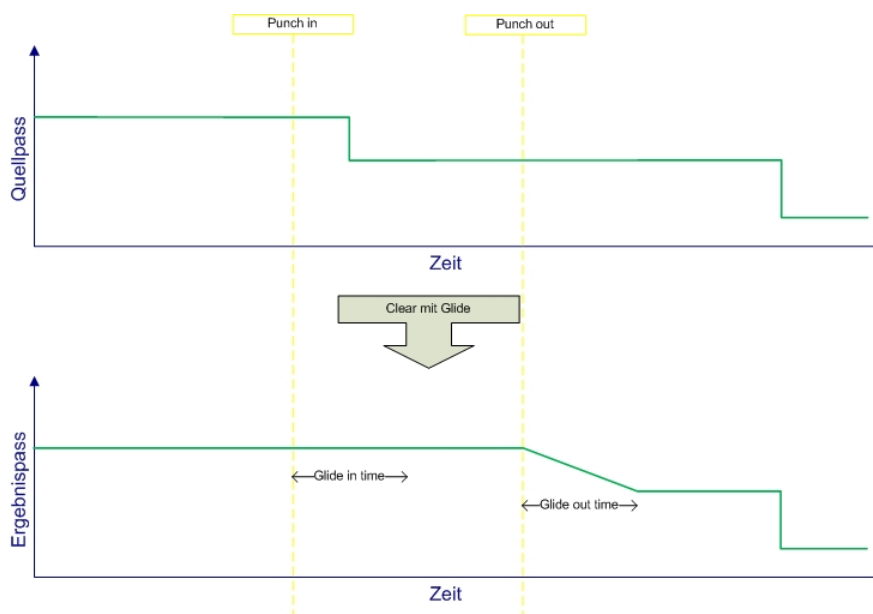 Punch in
Punch out
Quellpass
Zeit
Clear mit Glide
Ergebnispass
Glide in time
Glide out time
Zeit